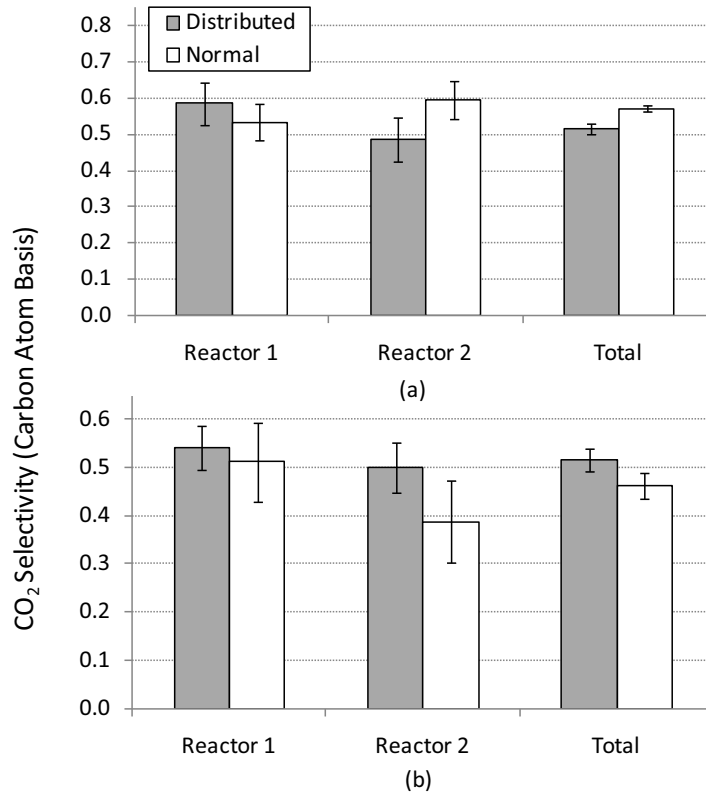 0.8
0.7
0.6
0.5
0.4
0.3
0.2
0.1
0.0
Distributed
Normal
Reactor 1 Reactor 2 Total
(a)
CO₂ Selectivity (Carbon Atom Basis)
0.6
0.5
0.4
0.3
0.2
0.1
0.0
Reactor 1 Reactor 2 Total
(b)